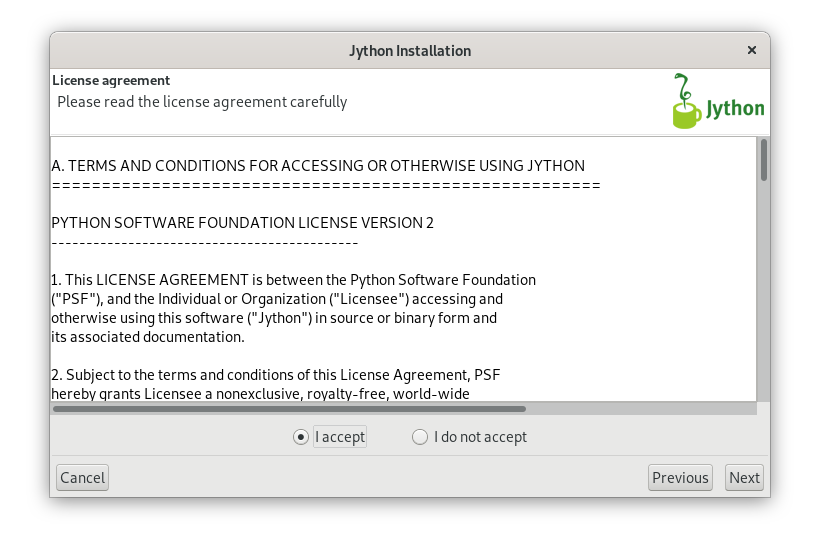 Jython Installation
License agreement
Please read the license agreement carefully
Jython
A. TERMS AND CONDITIONS FOR ACCESSING OR OTHERWISE USING JYTHON
=======================================================
PYTHON SOFTWARE FOUNDATION LICENSE VERSION 2
--------------------------------------------
1. This LICENSE AGREEMENT is between the Python Software Foundation
("PSF"), and the Individual or Organization ("Licensee") accessing and
otherwise using this software ("Jython") in source or binary form and
its associated documentation.
2. Subject to the terms and conditions of this License Agreement, PSF
hereby grants Licensee a nonexclusive, royalty-free, world-wide
I accept
I do not accept
Cancel
Previous
Next